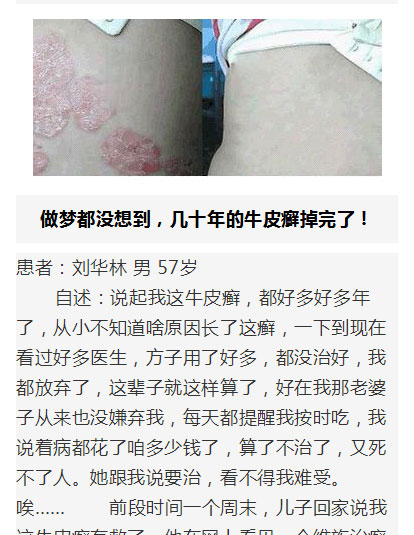 做梦都没想到，几十年的牛皮癣掉完了！
患者：刘华林 男 57岁
自述：说起我这牛皮癣，都好多好多年
了，从小不知道啥原因长了这癣，一下到现在
看过好多医生，方子用了好多，都没治好，我
都放弃了，这辈子就这样算了，好在我那老婆
子从来也没嫌弃我，每天都提醒我按时吃，我
说着病都花了咱多少钱了，算了不治了，又死
不了人。她跟我说要治，看不得我难受。
唉...... 前段时间一个周末，儿子回家说我